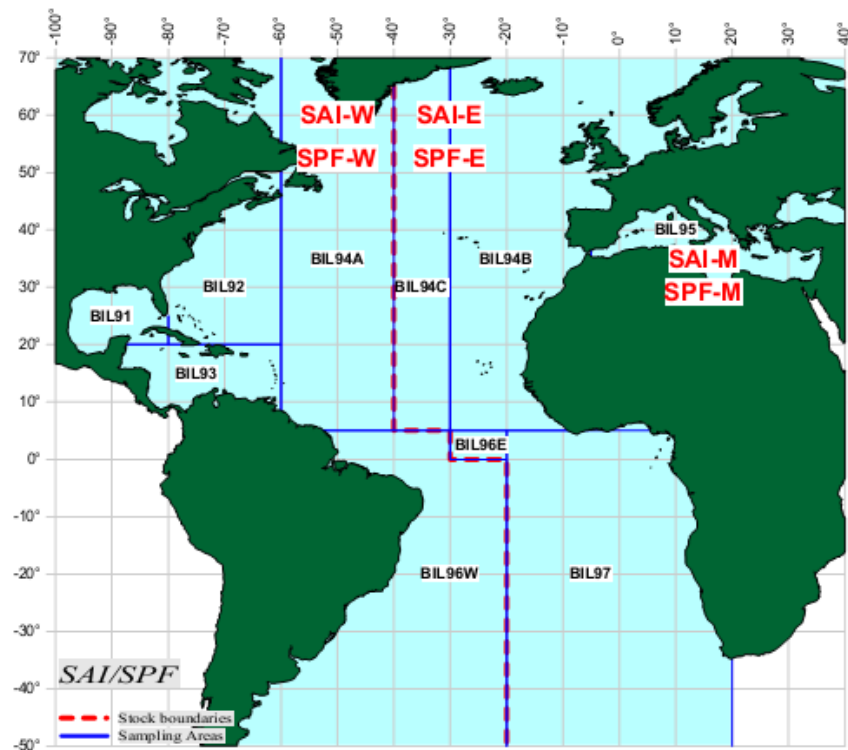 -100° -90° -80° -70° -60° -50° -40° -30° -20° -10° 0° 10° 20° 30° 40°
70°
60°
50°
40°
30°
20°
10°
0°
-10°
-20°
-30°
-40°
-50°
SAI-W SAI-E
SPF-W SPF-E
BIL95
SAI-M
SPF-M
BIL92 BIL94A BIL94C BIL94B
BIL91
BIL93
BIL96E
BIL96W BIL97
SAI/SPF
Stock boundaries
Sampling Areas